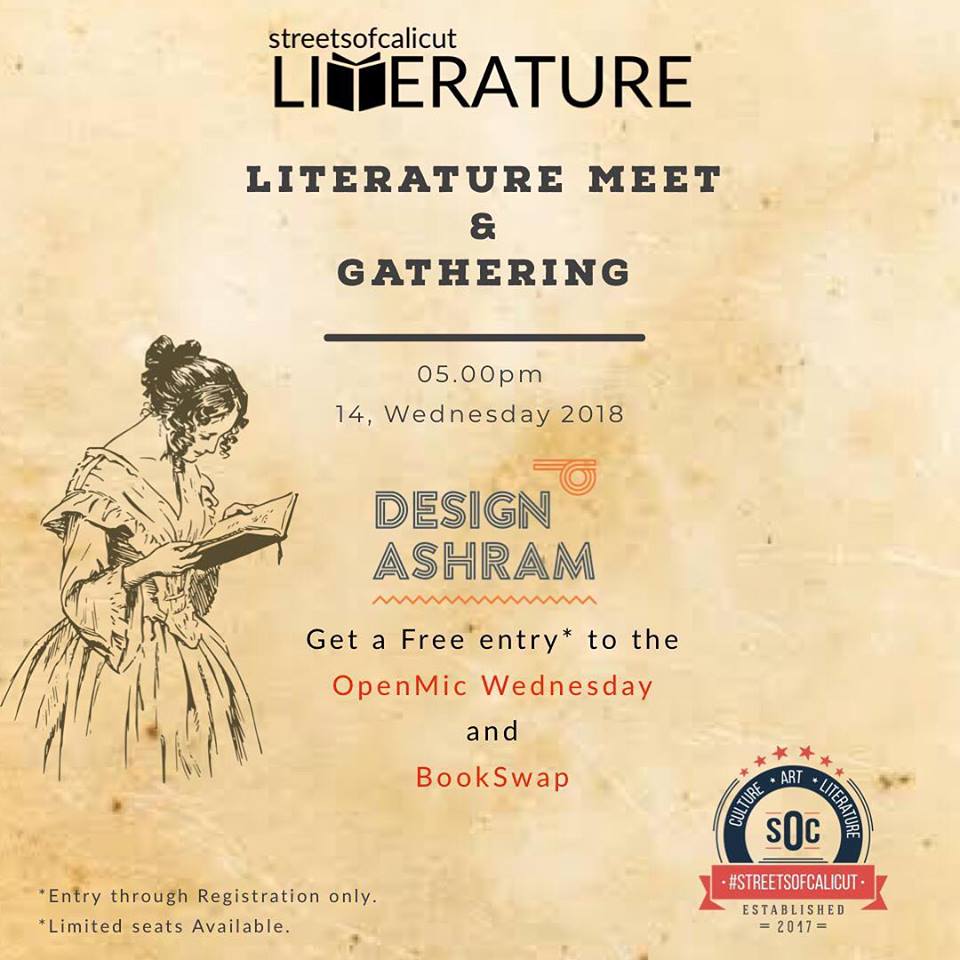 streetsofcalicut
LITERATURE
LITERATURE MEET
&
GATHERING
05.00pm
14, Wednesday 2018
DESIGN
ASHRAM
Get a Free entry* to the
OpenMic Wednesday
and
BookSwap
CULTURE • ART • LITERATURE
SOC
• #STREETSOFCALICUT •
ESTABLISHED
= 2017 =
*Entry through Registration only.
*Limited seats Available.